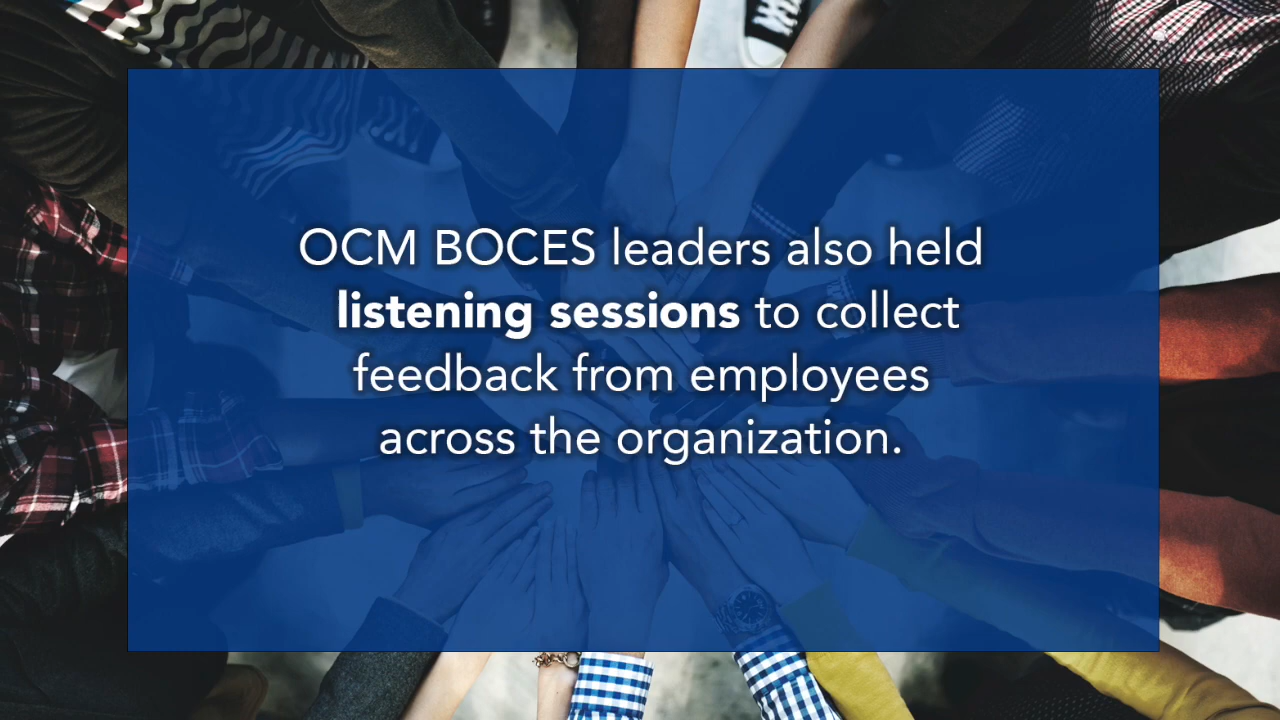 OCM BOCES leaders also held
listening sessions to collect
feedback from employees
across the organization.